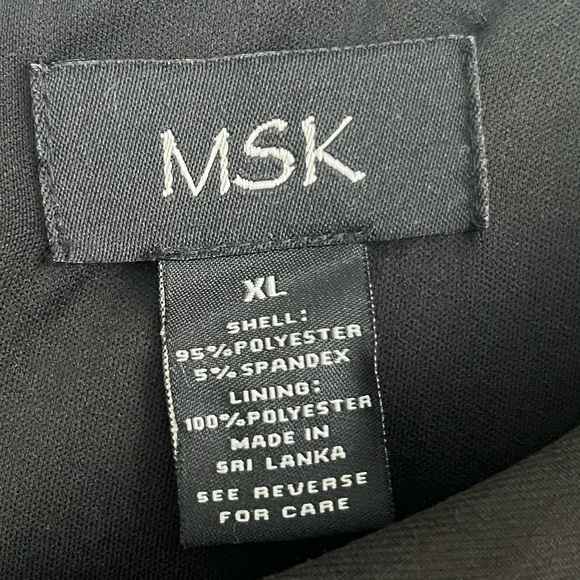 MSK
XL
SHELL:
95% POLYESTER
5% SPANDEX
LINING:
100% POLYESTER
MADE IN
SRI LANKA
SEE REVERSE
FOR CARE